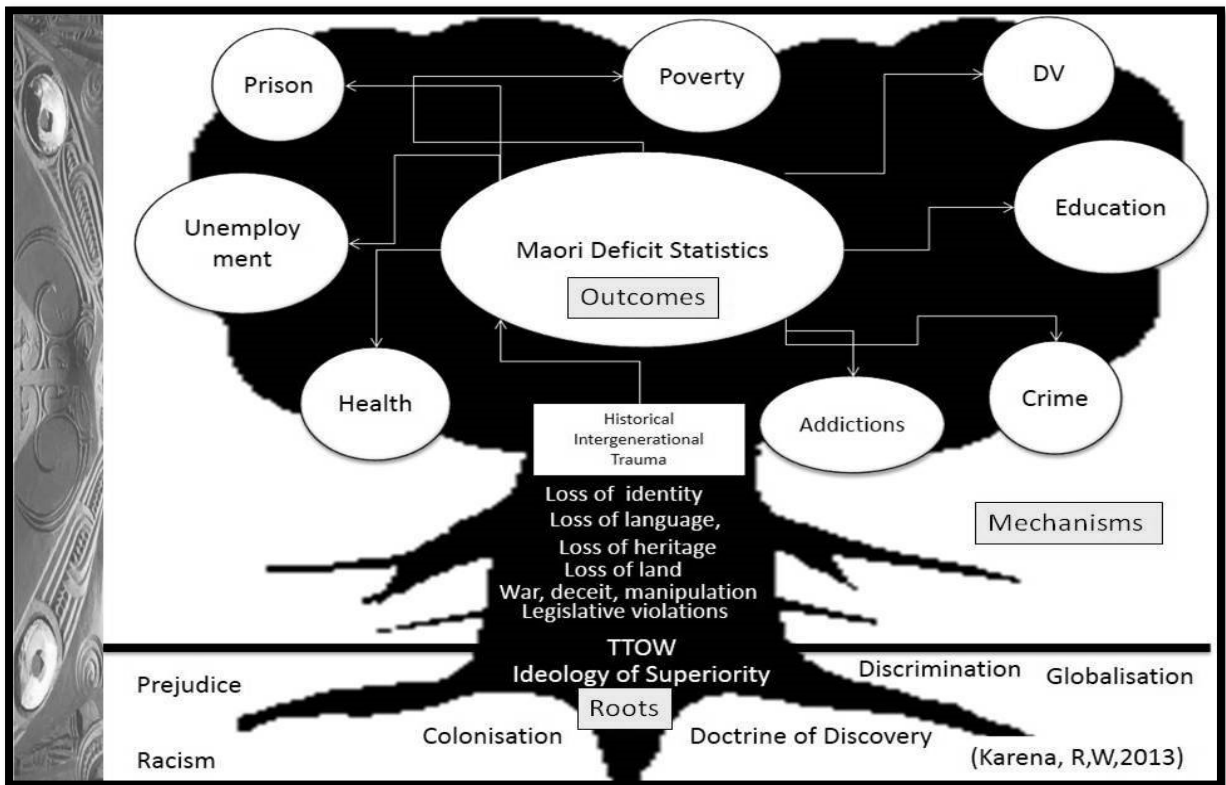 Prison
Poverty
DV
Unemploy
ment
Education
Maori Deficit Statistics
Outcomes
Health
Addictions
Crime
Historical
Intergenerational
Trauma
Loss of identity
Loss of language,
Loss of heritage
Loss of land
War, deceit, manipulation
Legislative violations
Mechanisms
TTOW
Ideology of Superiority
Prejudice
Discrimination
Globalisation
Roots
Colonisation
Doctrine of Discovery
Racism
(Karena, R,W,2013)